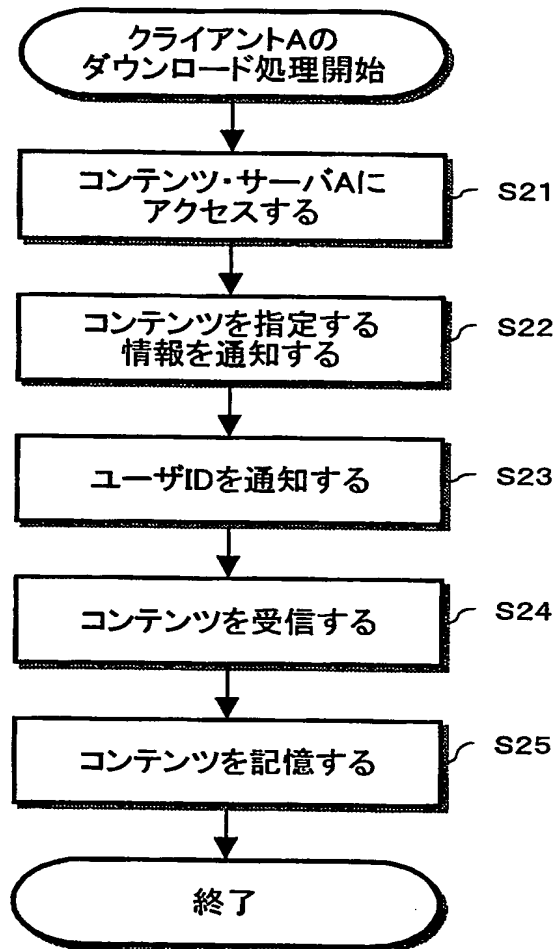 クライアントAの
ダウンロード処理開始
コンテンツ・サーバAに
アクセスする
S21
コンテンツを指定する
情報を通知する
S22
ユーザIDを通知する
S23
コンテンツを受信する
S24
コンテンツを記憶する
S25
終了